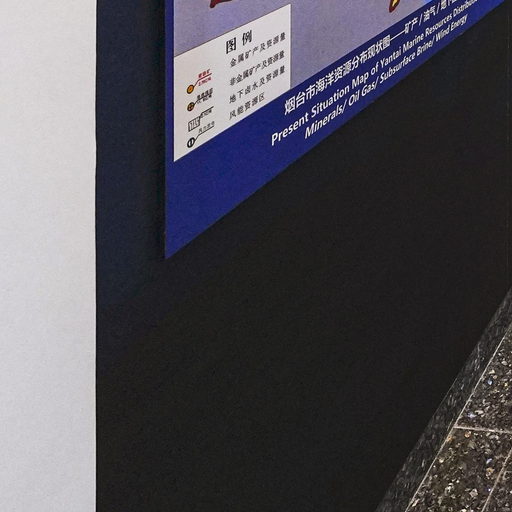 图 例
金属矿产及资源量
非金属矿产及资源量
地下卤水及资源量
风能资源区
烟台市海洋资源分布现状图——矿产/油气/地下
Present Situation Map of Yantai Marine Resources Distribution
Minerals/ Oil Gas/ Subsurface Brine/ Wind Energy